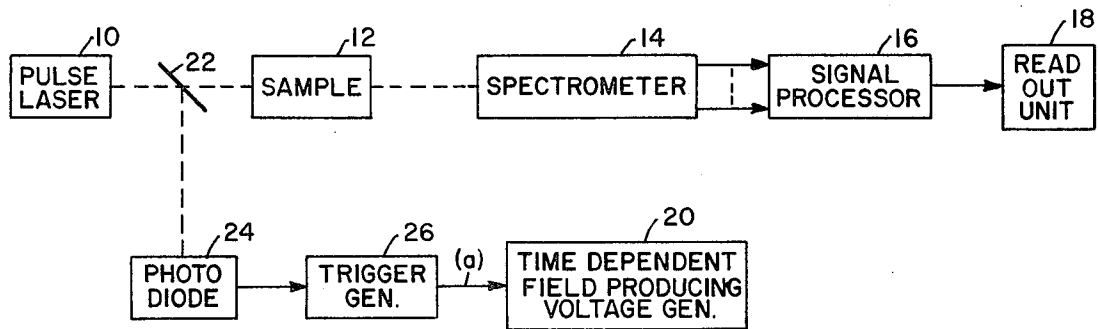 10
PULSE
LASER
22
12
SAMPLE
14
SPECTROMETER
16
SIGNAL
PROCESSOR
18
READ
OUT
UNIT
24
PHOTO
DIODE
26
TRIGGER
GEN.
(a)
20
TIME DEPENDENT
FIELD PRODUCING
VOLTAGE GEN.